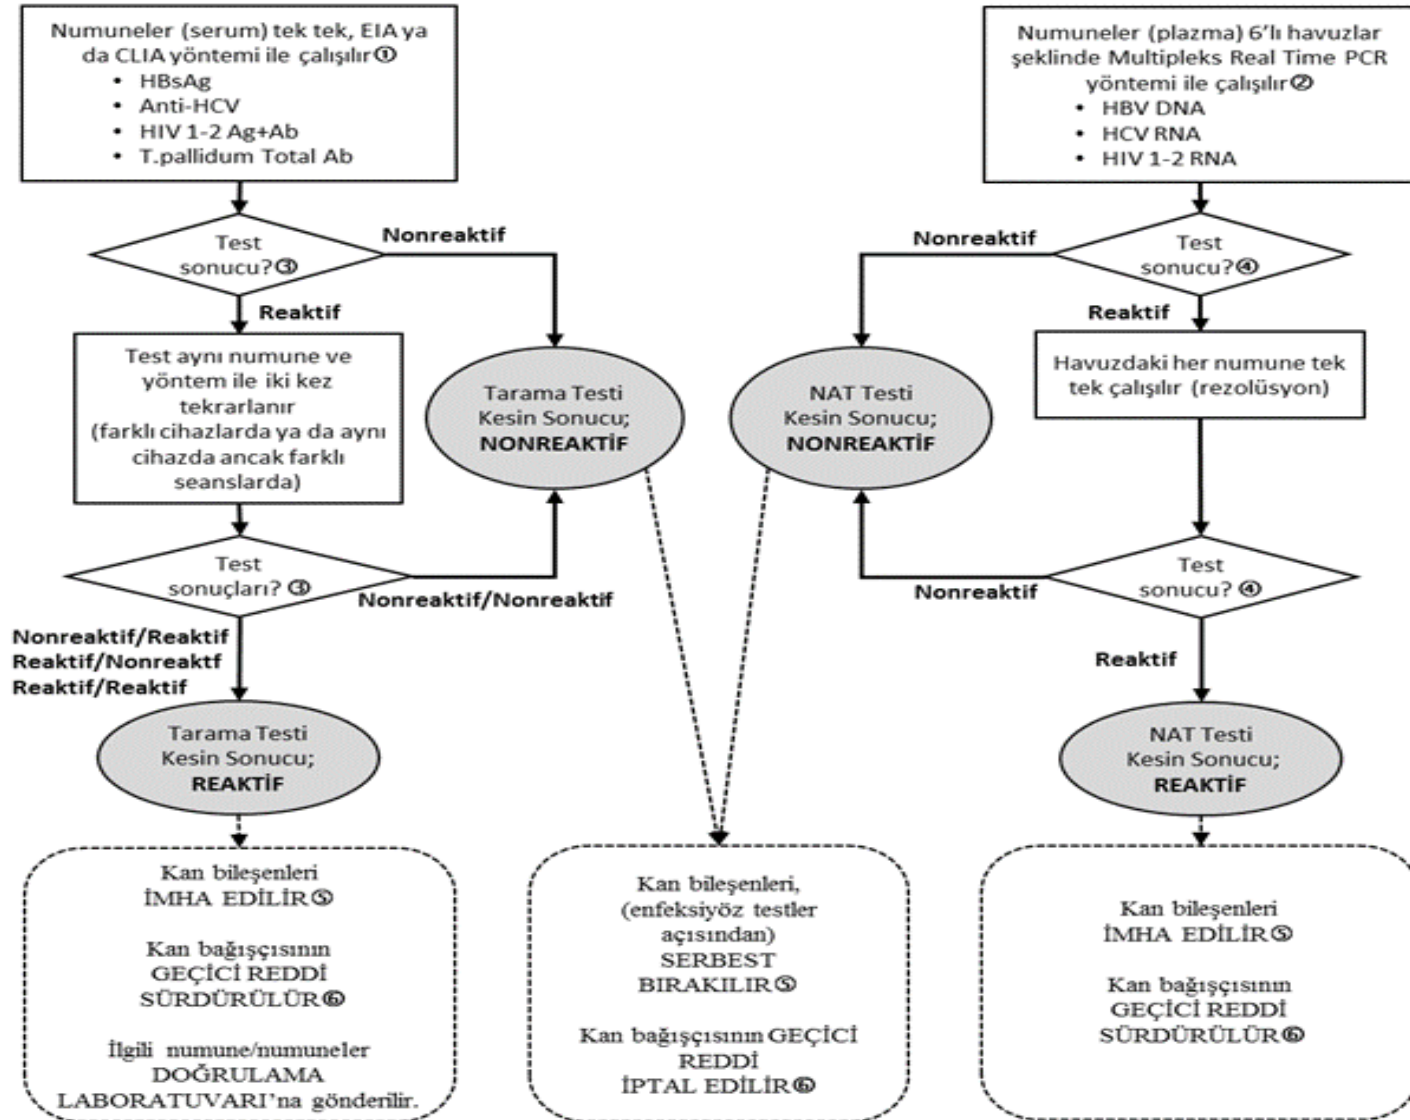 Numuneler (serum) tek tek, EIA ya
da CLIA yöntemi ile çalışılır①
• HBsAg
• Anti-HCV
• HIV 1-2 Ag+Ab
• T.pallidum Total Ab
Numuneler (plazma) 6'lı havuzlar
şeklinde Multipleks Real Time PCR
yöntemi ile çalışılır②
• HBV DNA
• HCV RNA
• HIV 1-2 RNA
Test
sonucu?③
Nonreaktif
Reaktif
Nonreaktif
Test
sonucu?④
Reaktif
Test aynı numune ve
yöntem ile iki kez
tekrarlanır
(farklı cihazlarda ya da aynı
cihazda ancak farklı
seanslarda)
Tarama Testi
Kesin Sonucu;
NONREAKTİF
NAT Testi
Kesin Sonucu;
NONREAKTİF
Havuzdaki her numune tek
tek çalışılır (rezolüsyon)
Test
sonuçları? ③
Nonreaktif/Nonreaktif
Nonreaktif/Reaktif
Reaktif/Nonreaktf
Reaktif/Reaktif
Nonreaktif
Test
sonucu? ④
Reaktif
Tarama Testi
Kesin Sonucu;
REAKTİF
NAT Testi
Kesin Sonucu;
REAKTİF
Kan bileşenleri
İMHA EDİLİR⑤
Kan bağışçısının
GEÇİCİ REDDİ
SÜRDÜRÜLÜR⑥
İlgili numune/numuneler
DOĞRULAMA
LABORATUVARI'na gönderilir.
Kan bileşenleri,
(enfeksiyöz testler
açısından)
SERBEST
BIRAKILIR⑤
Kan bağışçısının GEÇİCİ
REDDİ
İPTAL EDİLİR⑥
Kan bileşenleri
İMHA EDİLİR⑤
Kan bağışçısının
GEÇİCİ REDDİ
SÜRDÜRÜLÜR⑥